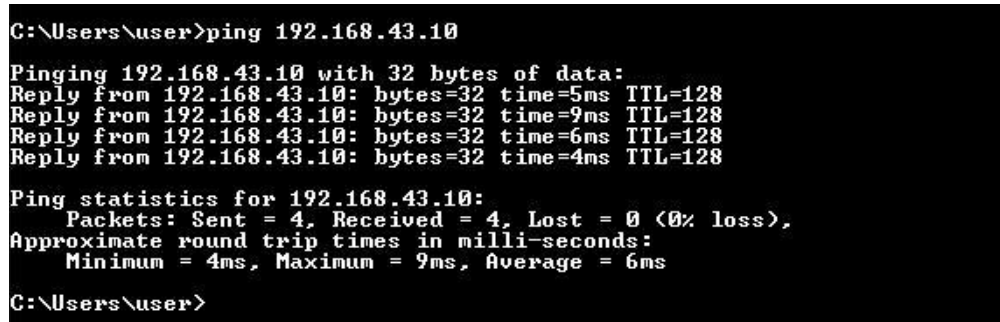 C:\Users\user>ping 192.168.43.10
Pinging 192.168.43.10 with 32 bytes of data:
Reply from 192.168.43.10: bytes=32 time=5ms TTL=128
Reply from 192.168.43.10: bytes=32 time=9ms TTL=128
Reply from 192.168.43.10: bytes=32 time=6ms TTL=128
Reply from 192.168.43.10: bytes=32 time=4ms TTL=128
Ping statistics for 192.168.43.10:
    Packets: Sent = 4, Received = 4, Lost = 0 (0% loss),
Approximate round trip times in milli-seconds:
    Minimum = 4ms, Maximum = 9ms, Average = 6ms
C:\Users\user>